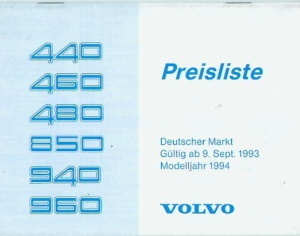 440
460
480
850
940
960
Preisliste
Deutscher Markt
Gültig ab 9. Sept. 1993
Modelljahr 1994
VOLVO